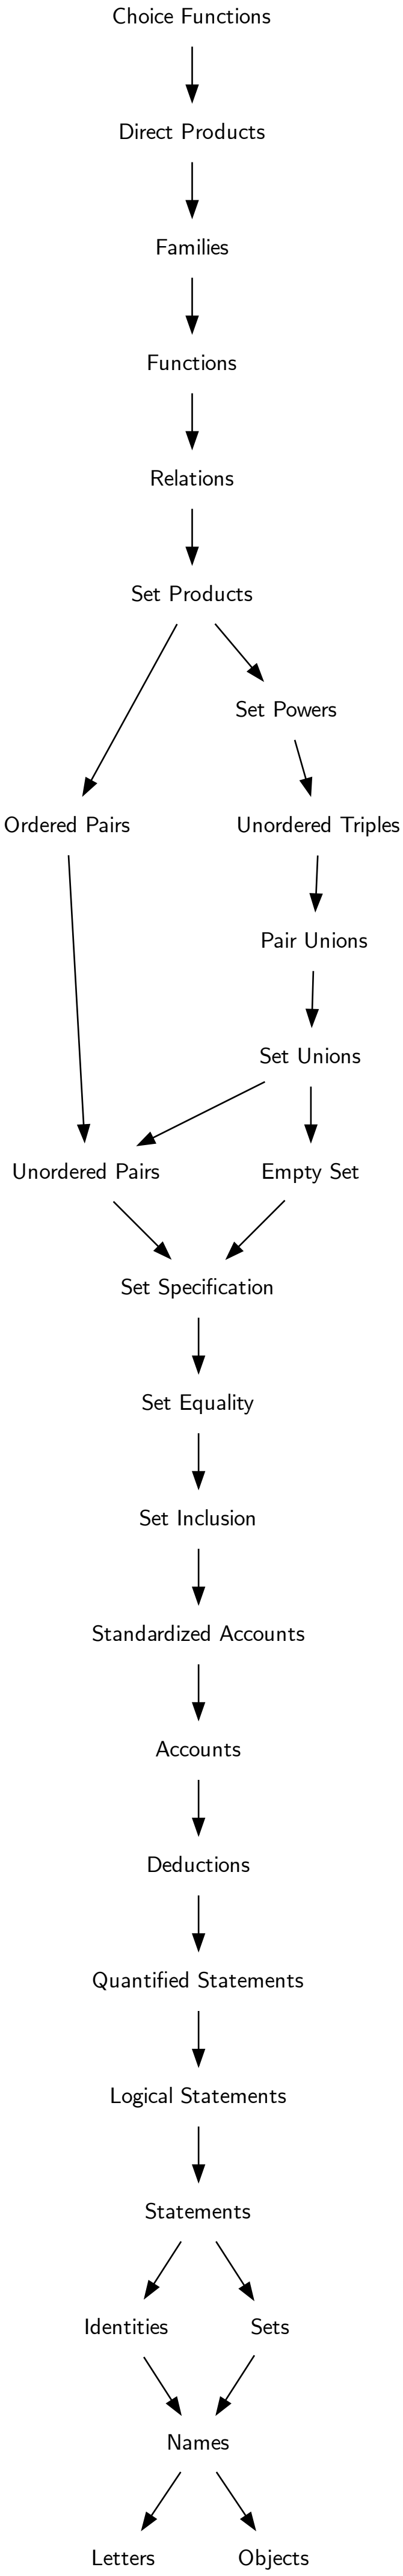 Choice Functions
Direct Products
Families
Functions
Relations
Set Products
Set Powers
Ordered Pairs
Unordered Triples
Pair Unions
Set Unions
Unordered Pairs
Empty Set
Set Specification
Set Equality
Set Inclusion
Standardized Accounts
Accounts
Deductions
Quantified Statements
Logical Statements
Statements
Identities
Sets
Names
Letters
Objects